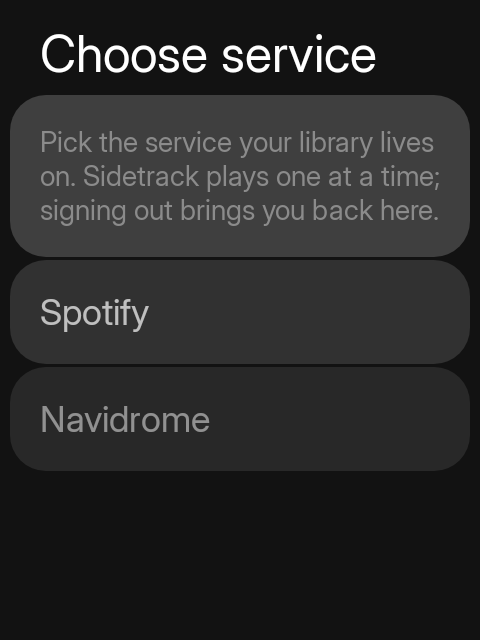 Choose service
Pick the service your library lives
on. Sidetrack plays one at a time;
signing out brings you back here.
Spotify
Navidrome